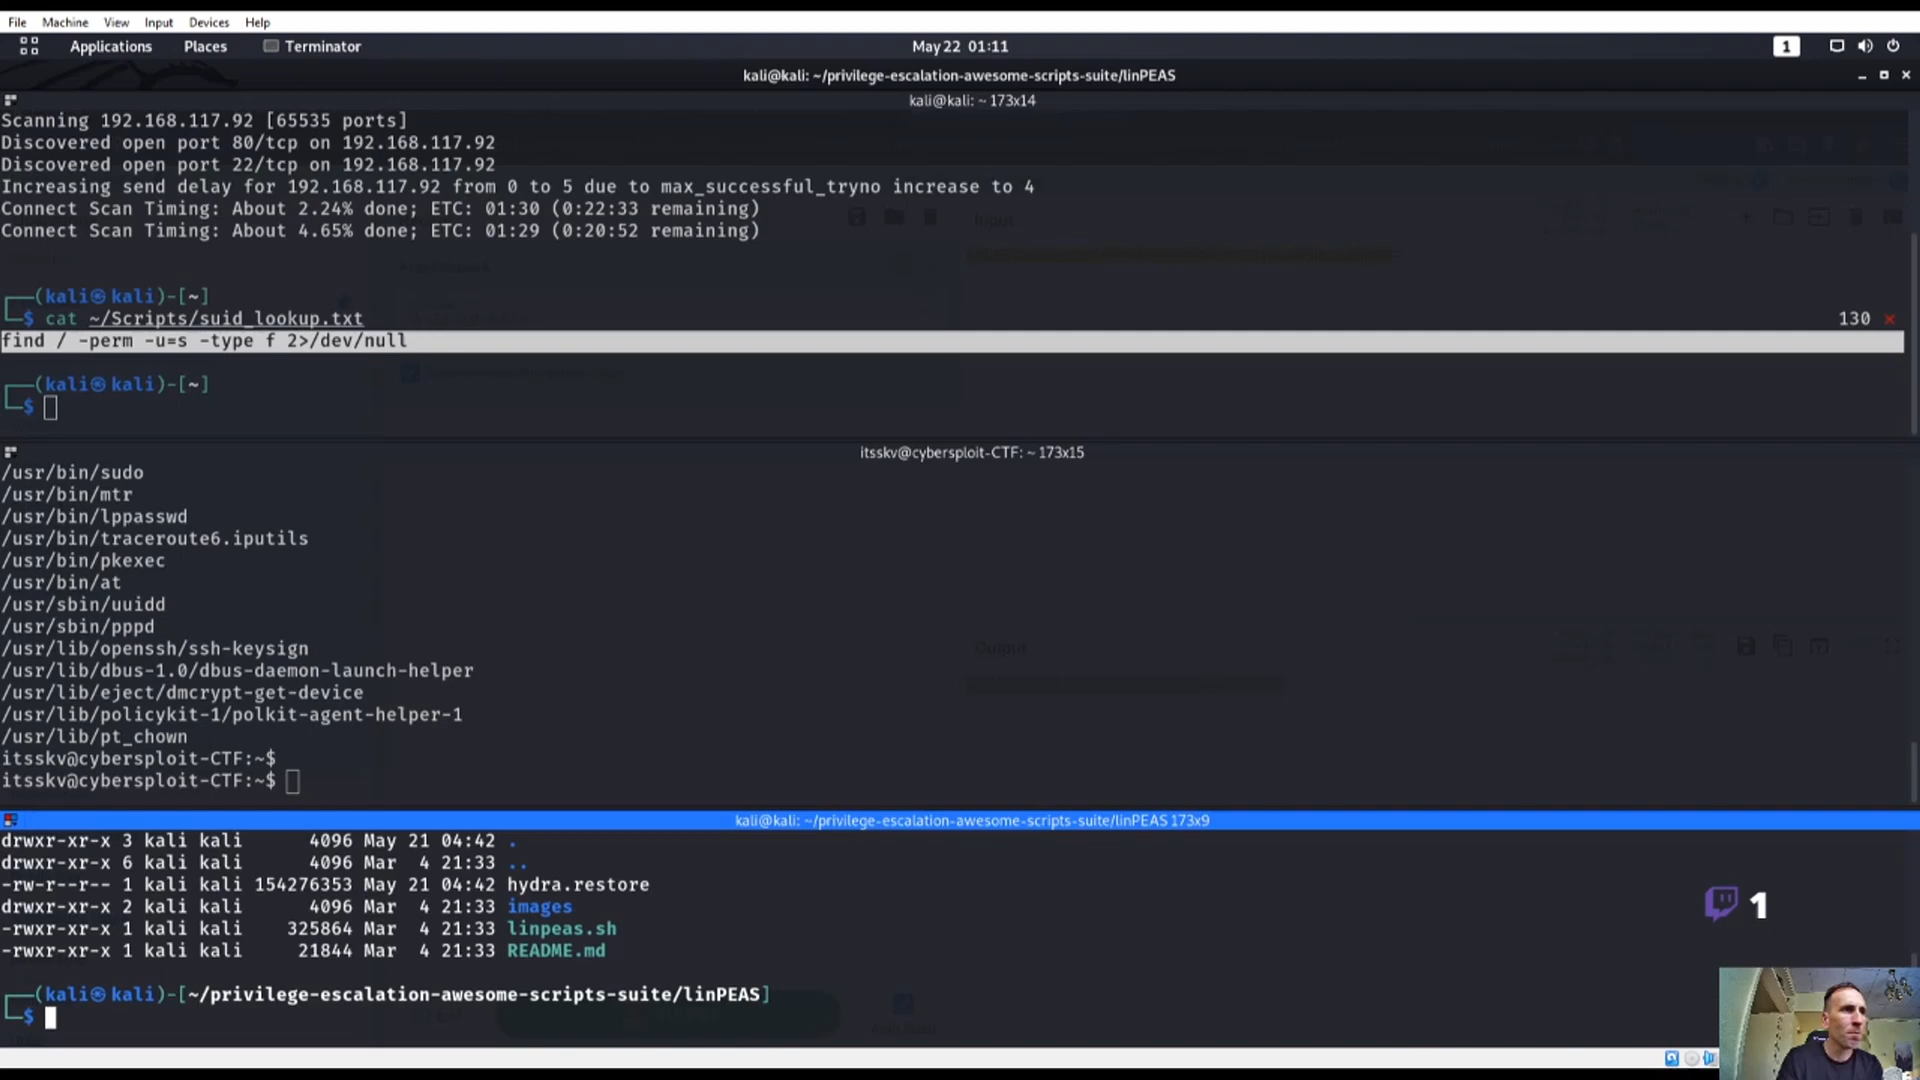 File Machine View Input Devices Help
Applications Places Terminator May 22 01:11 1
kali@kali: ~/privilege-escalation-awesome-scripts-suite/linPEAS
kali@kali: ~ 173x14
Scanning 192.168.117.92 [65535 ports]
Discovered open port 80/tcp on 192.168.117.92
Discovered open port 22/tcp on 192.168.117.92
Increasing send delay for 192.168.117.92 from 0 to 5 due to max_successful_tryno increase to 4
Connect Scan Timing: About 2.24% done; ETC: 01:30 (0:22:33 remaining)
Connect Scan Timing: About 4.65% done; ETC: 01:29 (0:20:52 remaining)
Input
┌──(kali㉿kali)-[~]
└─$ cat ~/Scripts/suid_lookup.txt 130 ⨯
find / -perm -u=s -type f 2>/dev/null
┌──(kali㉿kali)-[~]
└─$
itsskv@cybersploit-CTF: ~ 173x15
/usr/bin/sudo
/usr/bin/mtr
/usr/bin/lppasswd
/usr/bin/traceroute6.iputils
/usr/bin/pkexec
/usr/bin/at
/usr/sbin/uuidd
/usr/sbin/pppd
/usr/lib/openssh/ssh-keysign
Output
/usr/lib/dbus-1.0/dbus-daemon-launch-helper
/usr/lib/eject/dmcrypt-get-device
/usr/lib/policykit-1/polkit-agent-helper-1
/usr/lib/pt_chown
itsskv@cybersploit-CTF:~$
itsskv@cybersploit-CTF:~$
kali@kali: ~/privilege-escalation-awesome-scripts-suite/linPEAS 173x9
drwxr-xr-x 3 kali kali 4096 May 21 04:42 .
drwxr-xr-x 6 kali kali 4096 Mar 4 21:33 ..
-rw-r--r-- 1 kali kali 154276353 May 21 04:42 hydra.restore
drwxr-xr-x 2 kali kali 4096 Mar 4 21:33 images
-rwxr-xr-x 1 kali kali 325864 Mar 4 21:33 linpeas.sh
-rwxr-xr-x 1 kali kali 21844 Mar 4 21:33 README.md
1
┌──(kali㉿kali)-[~/privilege-escalation-awesome-scripts-suite/linPEAS]
└─$